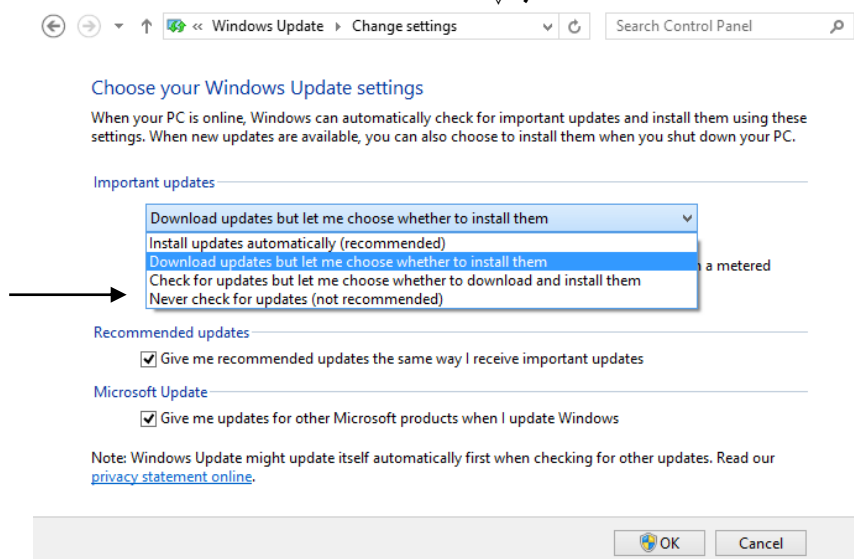 « Windows Update ▸ Change settings
Search Control Panel
Choose your Windows Update settings
When your PC is online, Windows can automatically check for important updates and install them using these
settings. When new updates are available, you can also choose to install them when you shut down your PC.
Important updates
Download updates but let me choose whether to install them
Install updates automatically (recommended)
Download updates but let me choose whether to install them
a metered
Check for updates but let me choose whether to download and install them
Never check for updates (not recommended)
Recommended updates
Give me recommended updates the same way I receive important updates
Microsoft Update
Give me updates for other Microsoft products when I update Windows
Note: Windows Update might update itself automatically first when checking for other updates. Read our
privacy statement online.
OK
Cancel